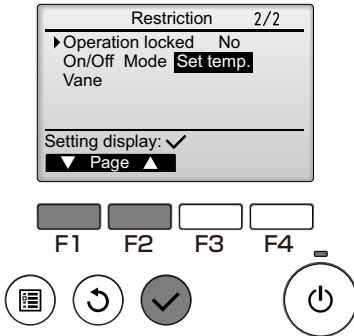 Restriction 2/2
Operation locked No
On/Off Mode Set temp.
Vane
Setting display:
Page
F1 F2 F3 F4